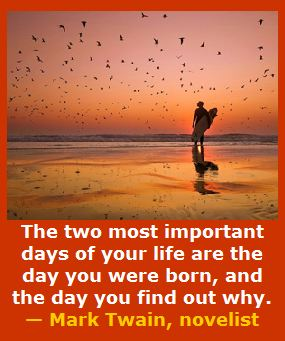 The two most important
days of your life are the
day you were born, and
the day you find out why.
— Mark Twain, novelist